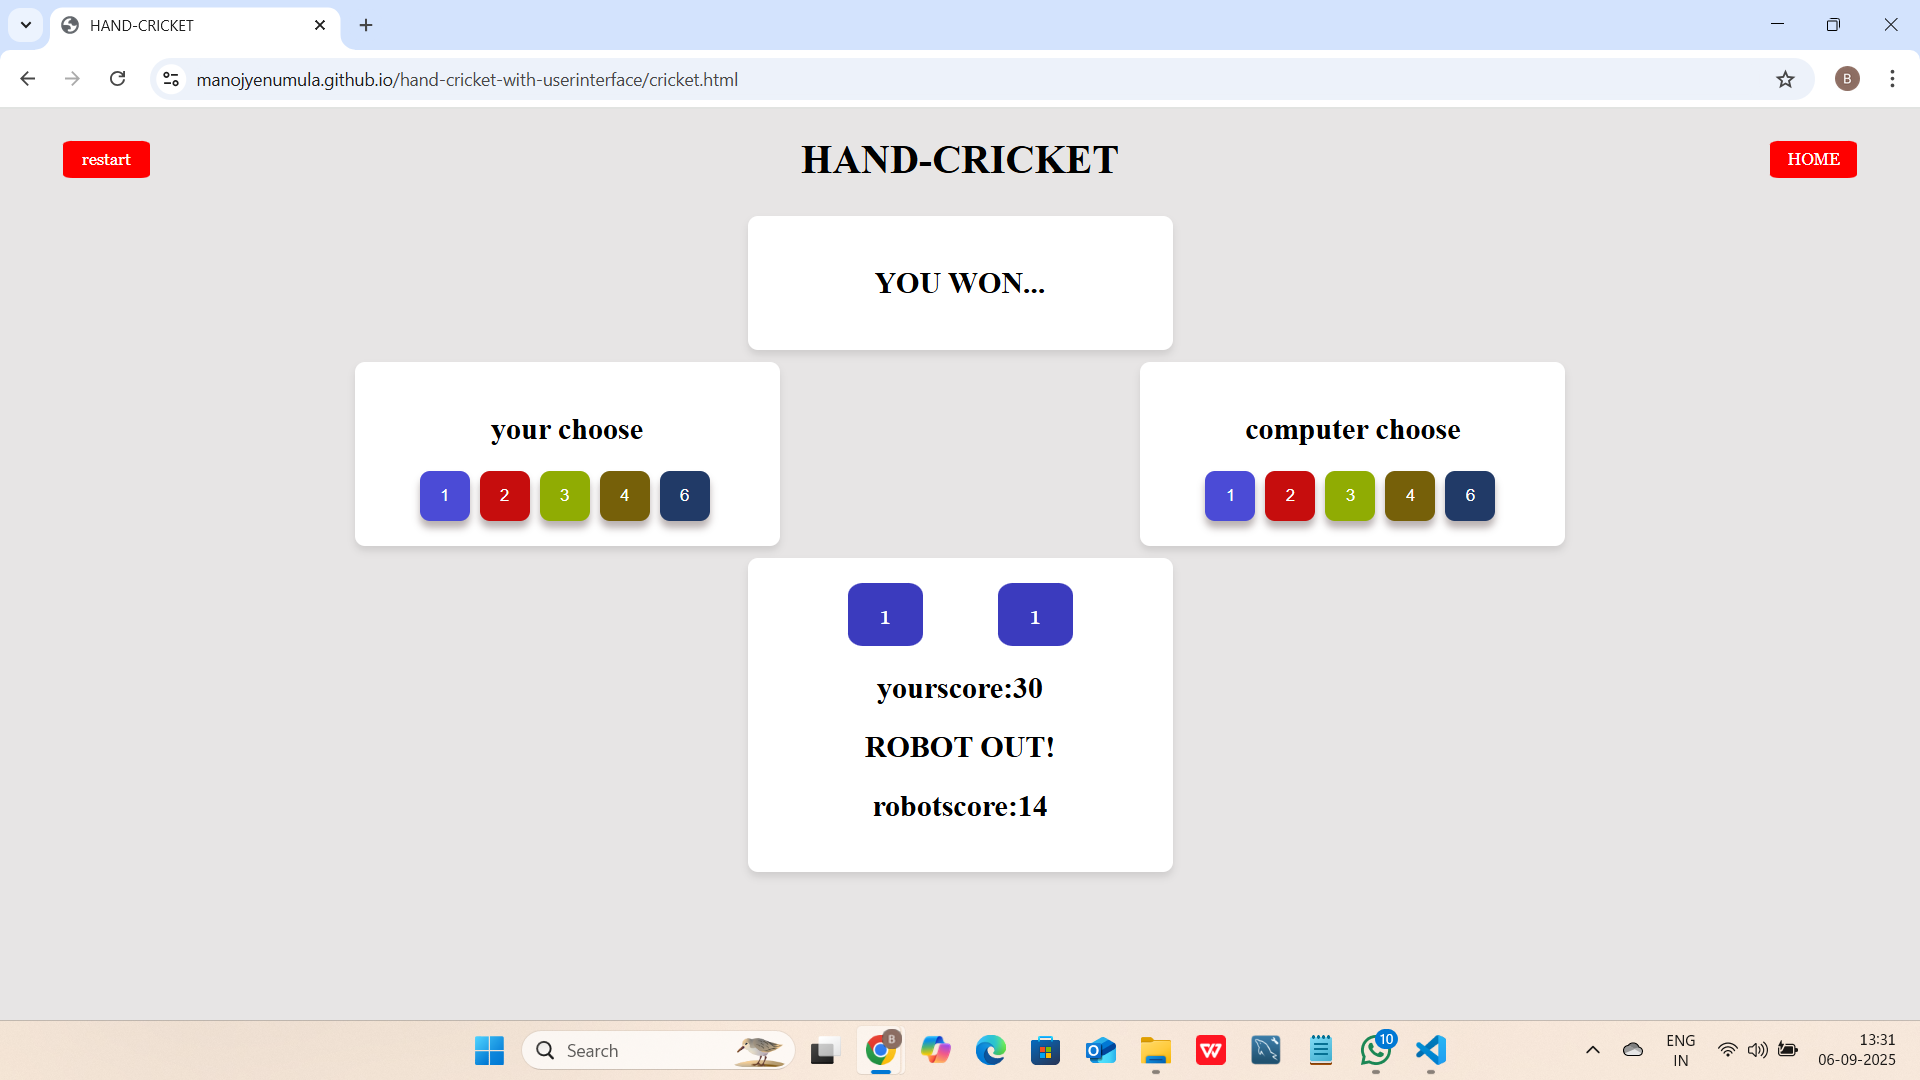 HAND-CRICKET
manojyenumula.github.io/hand-cricket-with-userinterface/cricket.html
B
restart
HAND-CRICKET
HOME
YOU WON...
your choose
computer choose
1 2 3 4 6
1 2 3 4 6
1 1
yourscore:30
ROBOT OUT!
robotscore:14
Search
B
W
10
ENG
IN
13:31
06-09-2025